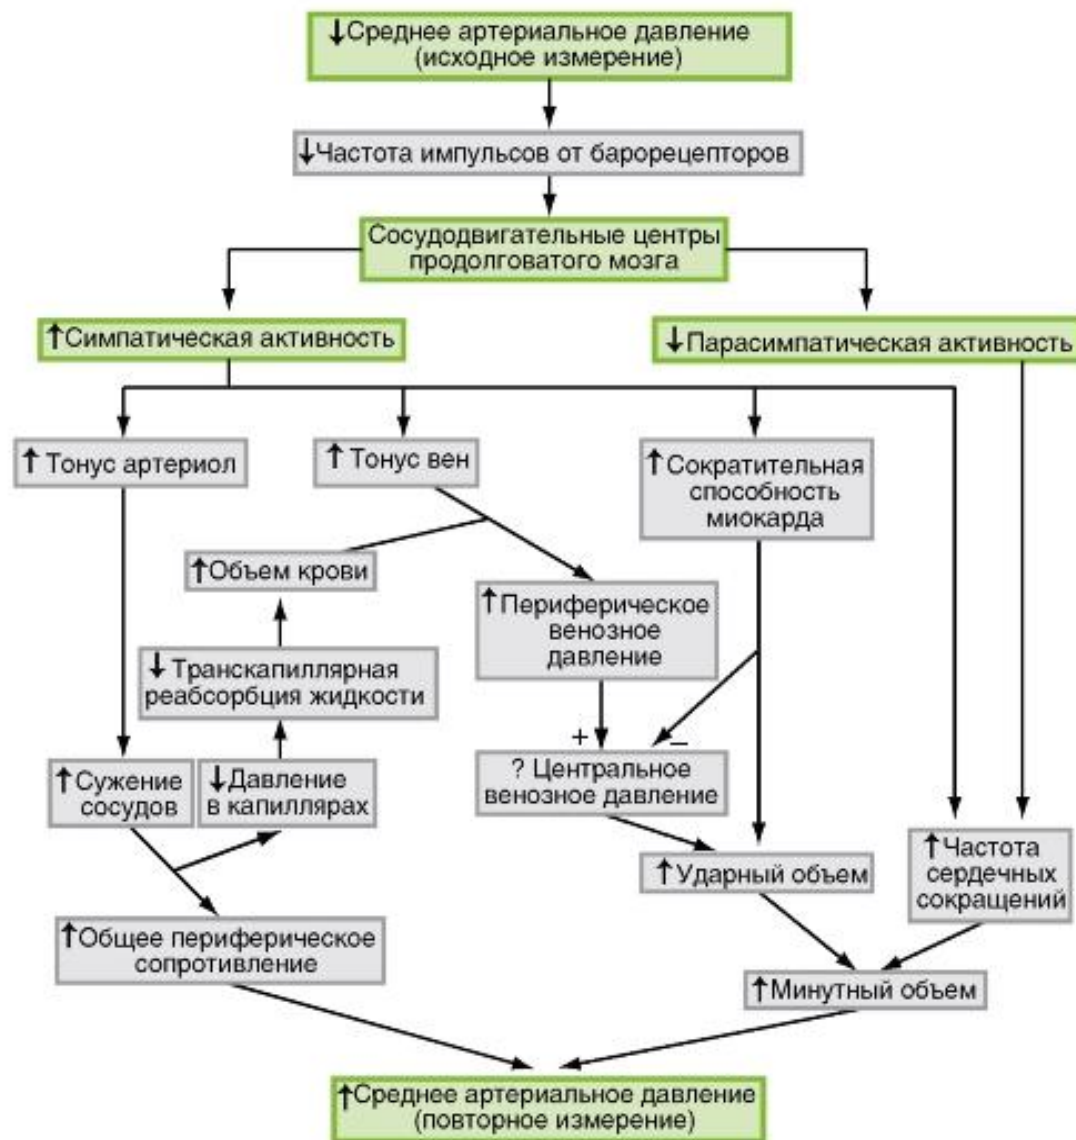 ↓Среднее артериальное давление
(исходное измерение)
↓Частота импульсов от барорецепторов
Сосудодвигательные центры
продолговатого мозга
↑Симпатическая активность
↓ Парасимпатическая активность
↑ Тонус артериол
↑ Тонус вен
↑ Сократительная
способность
миокарда
↑Объем крови
↑ Периферическое
венозное
давление
↓ Транскапиллярная
реабсорбция жидкости
+
–
↑Сужение
сосудов
↓Давление
в капиллярах
? Центральное
венозное давление
↑Ударный объем
↑Частота
сердечных
сокращений
↑Общее периферическое
сопротивление
↑Минутный объем
↑Среднее артериальное давление
(повторное измерение)